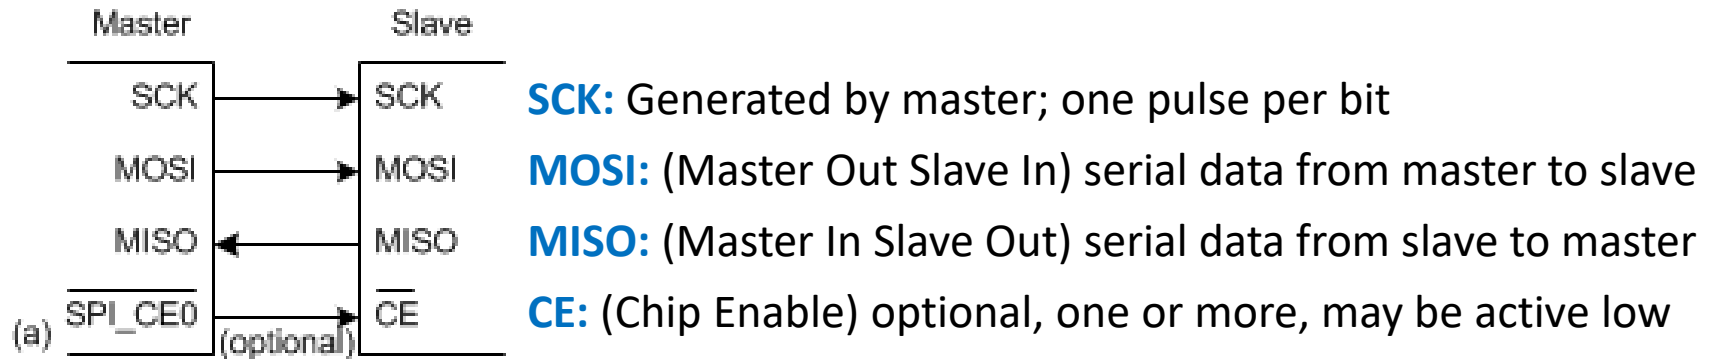 Master Slave
SCK SCK SCK: Generated by master; one pulse per bit
MOSI MOSI MOSI: (Master Out Slave In) serial data from master to slave
MISO MISO MISO: (Master In Slave Out) serial data from slave to master
(a) SPI_CE0 (optional) CE CE: (Chip Enable) optional, one or more, may be active low